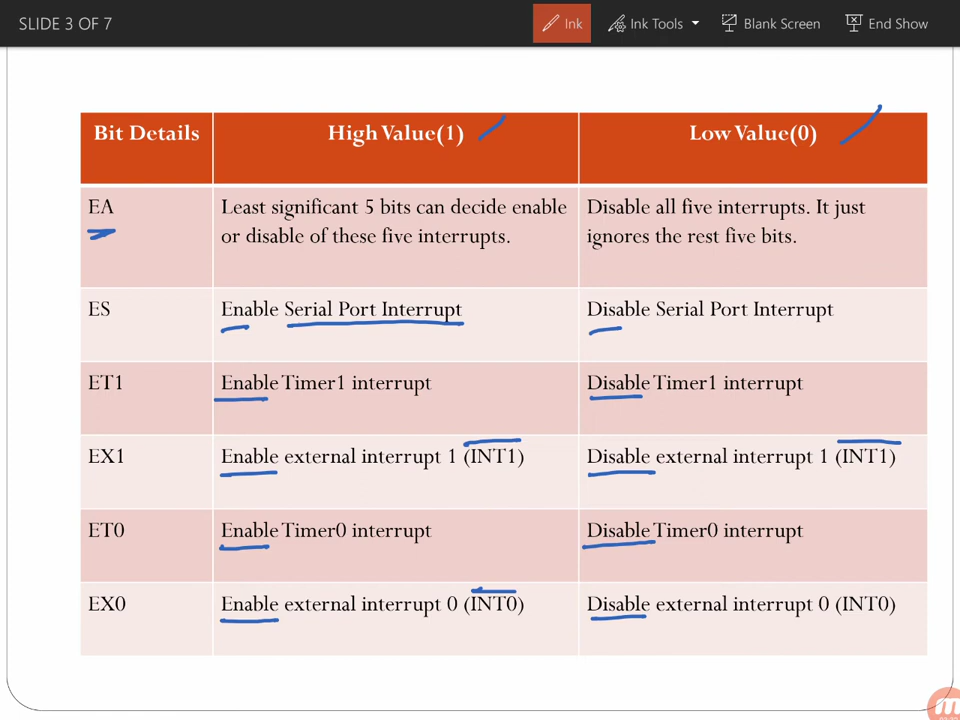 SLIDE 3 OF 7
Ink
Ink Tools
Blank Screen
End Show
Bit Details
High Value(1)
Low Value(0)
EA
Least significant 5 bits can decide enable
or disable of these five interrupts.
Disable all five interrupts. It just
ignores the rest five bits.
ES
Enable Serial Port Interrupt
Disable Serial Port Interrupt
ET1
Enable Timer1 interrupt
Disable Timer1 interrupt
EX1
Enable external interrupt 1 (INT1)
Disable external interrupt 1 (INT1)
ET0
Enable Timer0 interrupt
Disable Timer0 interrupt
EX0
Enable external interrupt 0 (INT0)
Disable external interrupt 0 (INT0)